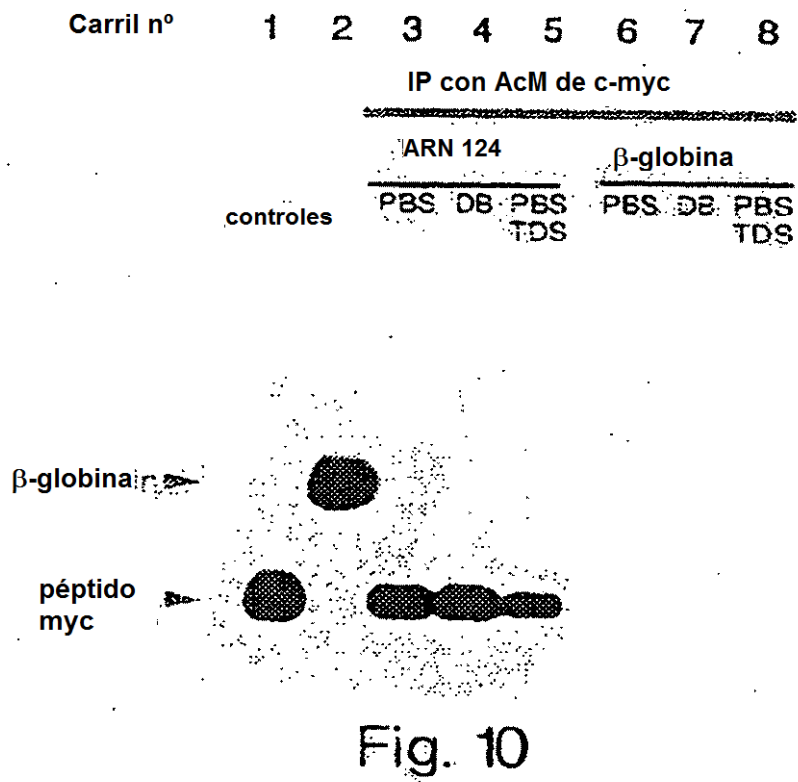 Carril nº 1 2 3 4 5 6 7 8
IP con AcM de c-myc
ARN 124 β-globina
controles PBS DB PBS PBS DB PBS
TDS TDS
β-globina
péptido
myc
Fig. 10